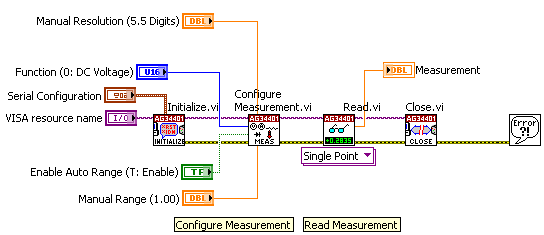 Manual Resolution (5.5 Digits)
DBL
Function (0: DC Voltage)
U16
Configure
Measurement.vi
DBL
Measurement
Serial Configuration
Initialize.vi
Read.vi
Close.vi
VISA resource name
I/O
AG34401
INITIALIZE
AG34401
MEAS
AG34401
AG34401
CLOSE
Error
?!
Single Point
Enable Auto Range (T: Enable)
TF
Manual Range (1.00)
DBL
Configure Measurement
Read Measurement